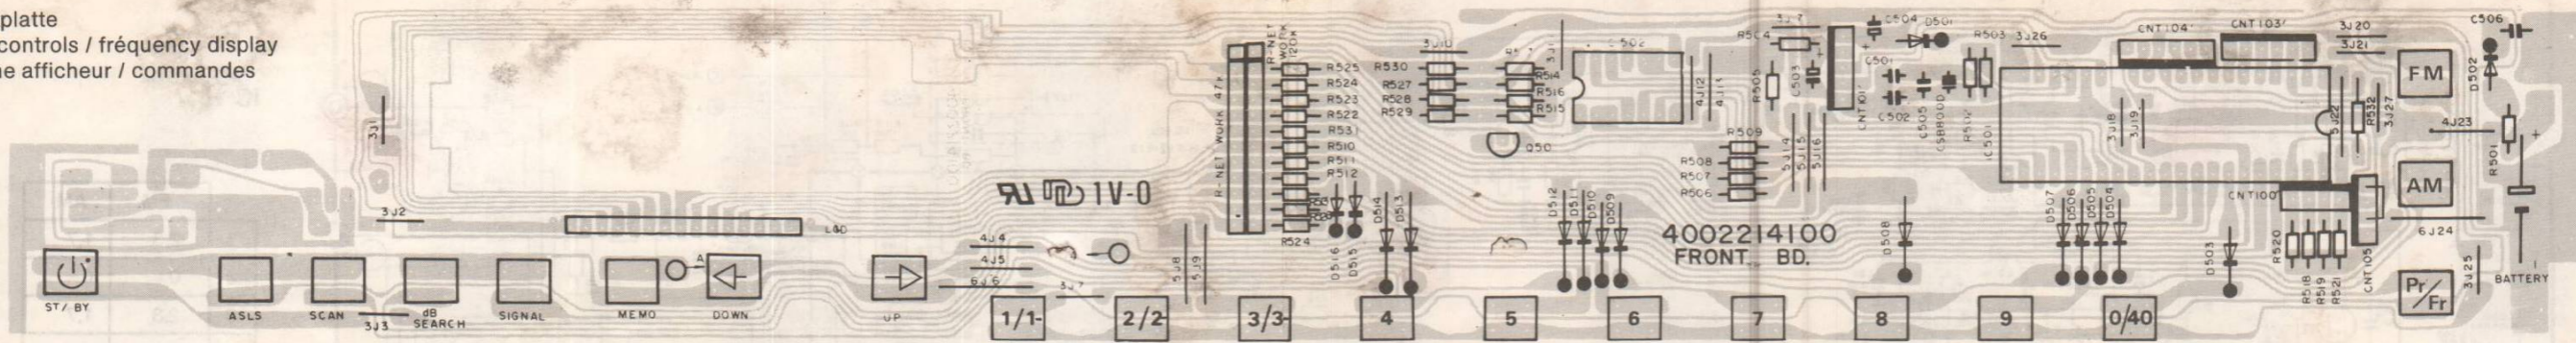 platte
controls / fréquency display
ne afficheur / commandes
3J1
3J2
LCD
ST/ BY
ASLS
SCAN
3J3
dB SEARCH
SIGNAL
MEMO
A
DOWN
UP
4J4
4J5
6J6
3J7
1V-0
5J8
5J9
R-NET WORK 47K
R-NET WORK 120K
R525
R524
R523
R522
R531
R510
R511
R512
R524
D516
D515
D514
D513
3J10
R530
R527
R528
R529
R514
R516
R515
Q50
4J12
4J13
D512
D511
D510
D509
R509
R508
R507
R506
4002214100
FRONT. BD.
R504
R505
C503
CNT101
5J14
5J15
5J16
C504
D501
C501
C502
C505
CSB800D
R503
R502
IC501
3J26
D508
CNT104
CNT103
3J18
3J19
3J20
3J21
5J22
R532
3J27
D507
D506
D505
D504
D503
CNT100
R520
R518
R519
R521
CNT105
FM
AM
Pr/Fr
4J23
6J24
3J25
C506
D502
R501
+
-
BATTERY
1/1-
2/2-
3/3-
4
5
6
7
8
9
0/40